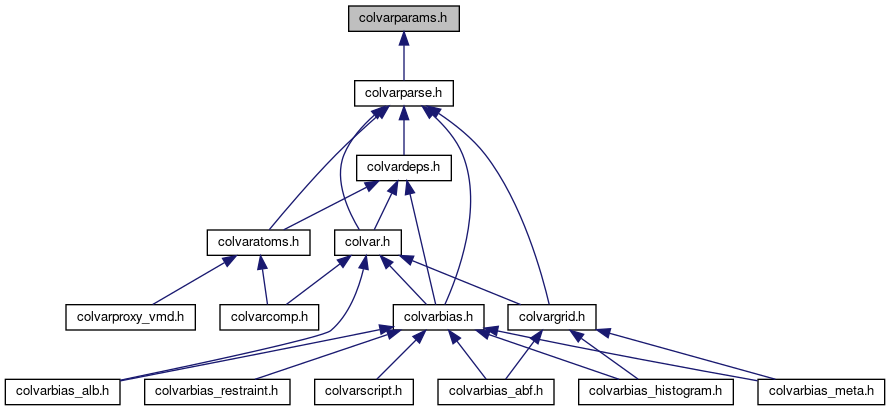 colvarparams.h
colvarparse.h
colvardeps.h
colvaratoms.h
colvar.h
colvarproxy_vmd.h
colvarcomp.h
colvarbias.h
colvargrid.h
colvarbias_alb.h
colvarbias_restraint.h
colvarscript.h
colvarbias_abf.h
colvarbias_histogram.h
colvarbias_meta.h